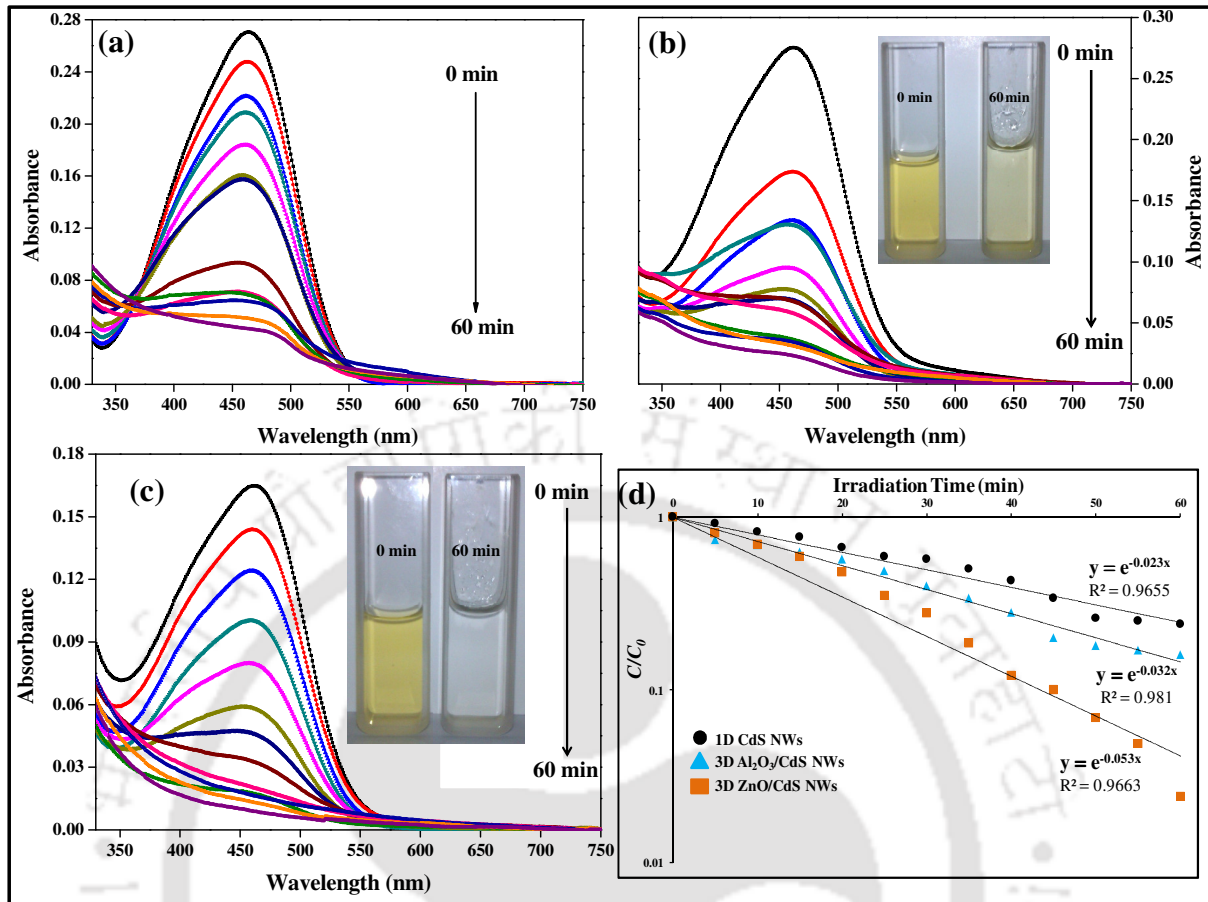 (a)
0 min
60 min
Absorbance
0.28
0.24
0.20
0.16
0.12
0.08
0.04
0.00
350 400 450 500 550 600 650 700 750
Wavelength (nm)
(b)
0 min
60 min
0 min
60 min
0.30
0.25
0.20
0.15
0.10
0.05
0.00
Absorbance
350 400 450 500 550 600 650 700 750
Wavelength (nm)
(c)
0 min
60 min
0 min
60 min
Absorbance
0.18
0.15
0.12
0.09
0.06
0.03
0.00
350 400 450 500 550 600 650 700 750
Wavelength (nm)
(d)
Irradiation Time (min)
0 10 20 30 40 50 60
1
0.1
0.01
C/C₀
y = e⁻⁰·⁰²³ˣ
R² = 0.9655
y = e⁻⁰·⁰³²ˣ
R² = 0.981
y = e⁻⁰·⁰⁵³ˣ
R² = 0.9663
1D CdS NWs
3D Al₂O₃/CdS NWs
3D ZnO/CdS NWs